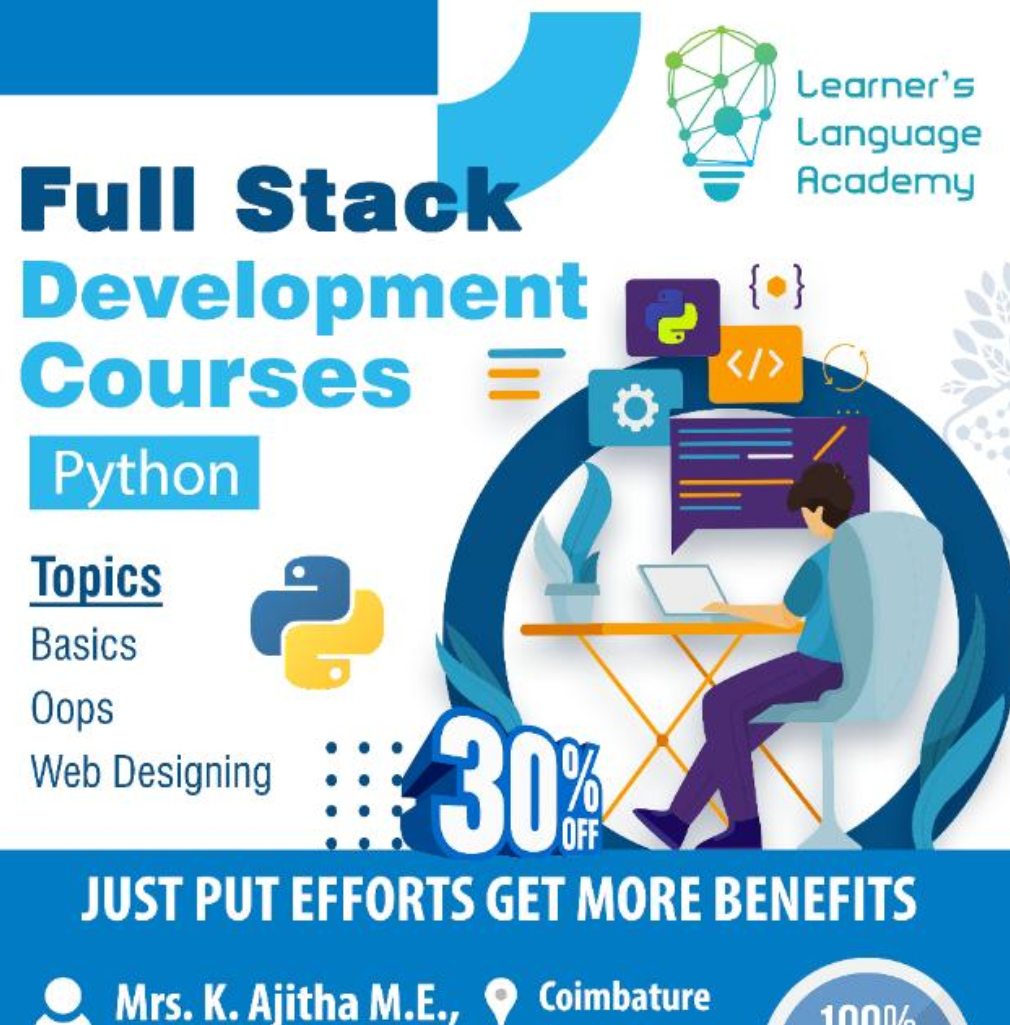 Learner's
Language
Academy
Full Stack
Development
Courses
Python
Topics
Basics
Oops
Web Designing
30%
OFF
JUST PUT EFFORTS GET MORE BENEFITS
Mrs. K. Ajitha M.E.,
Coimbature
100%